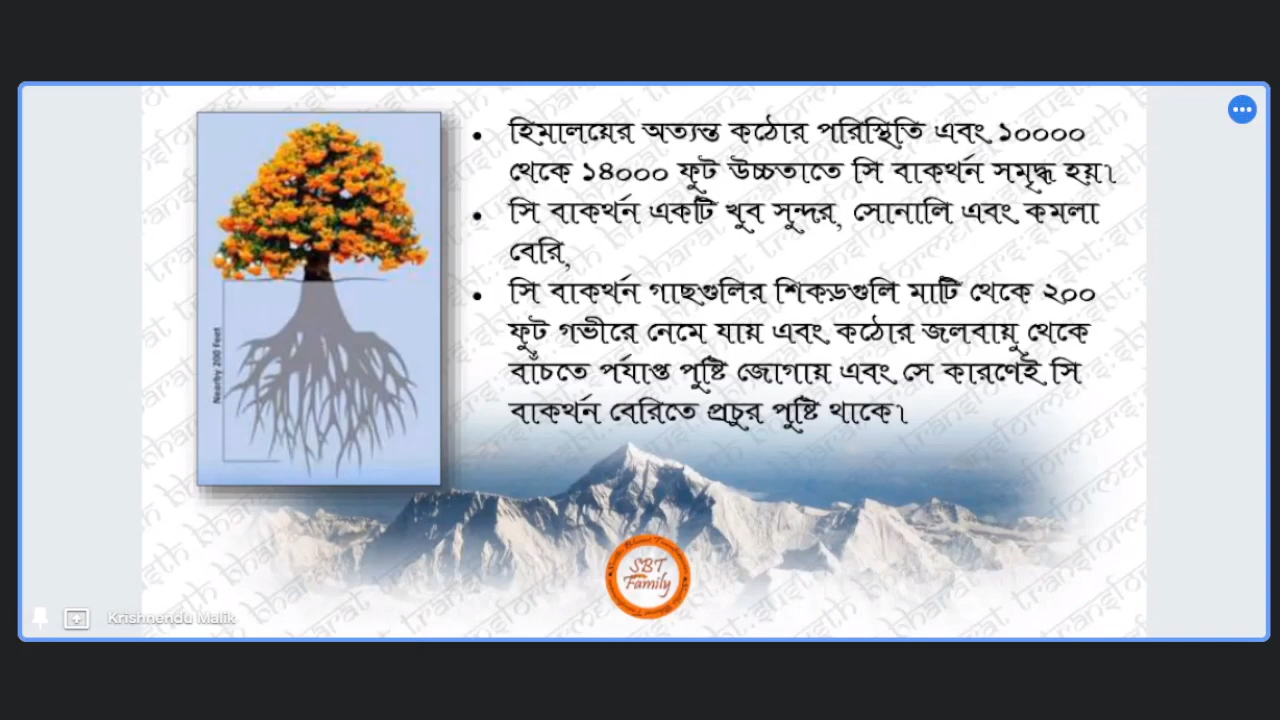 হিমালয়ের অত্যন্ত কঠোর পরিস্থিতি এবং ১০০০০
থেকে ১৪০০০ ফুট উচ্চতাতে সি বাকথর্ন সমৃদ্ধ হয়।
সি বাকথর্ন একটি খুব সুন্দর, সোনালি এবং কমলা
বেরি,
সি বাকথর্ন গাছগুলির শিকড়গুলি মাটি থেকে ২০০
ফুট গভীরে নেমে যায় এবং কঠোর জলবায়ু থেকে
বাঁচতে পর্যাপ্ত পুষ্টি জোগায় এবং সে কারণেই সি
বাকথর্ন বেরিতে প্রচুর পুষ্টি থাকে।
Nearby 200 Feet
SBT
Family
Krishnendu Malik